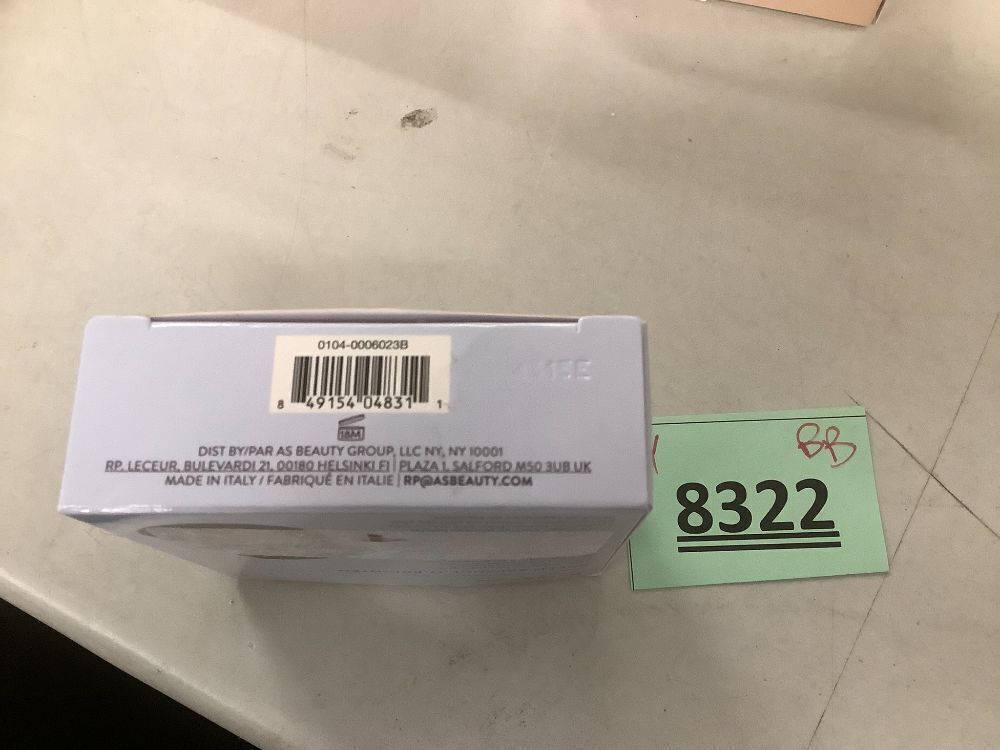 0104-0006023B
8 49154 04831 1
18M
DIST BY/PAR AS BEAUTY GROUP, LLC NY, NY 10001
RP. LECEUR, BULEVARDI 21, 00180 HELSINKI FI | PLAZA 1, SALFORD M50 3UB UK
MADE IN ITALY / FABRIQUÉ EN ITALIE | RP@ASBEAUTY.COM
BB
8322